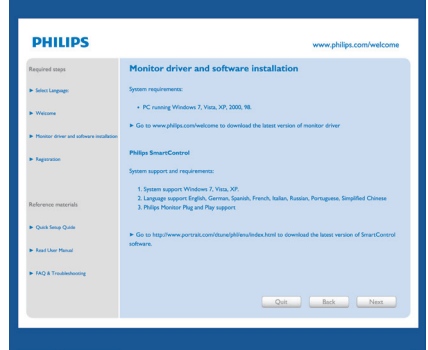 PHILIPS
www.philips.com/welcome
Required steps
► Select Language:
► Welcome
► Monitor driver and software installation
► Registration
Reference materials
► Quick Setup Guide
► Read User Manual
► FAQ & Troubleshooting
Monitor driver and software installation
System requirements:
• PC running Windows 7, Vista, XP, 2000, 98.
► Go to www.philips.com/welcome to download the latest version of monitor driver
Philips SmartControl
System support and requirements:
1. System support Windows 7, Vista, XP.
2. Language support English, German, Spanish, French, Italian, Russian, Portuguese, Simplified Chinese
3. Philips Monitor Plug and Play support
► Go to http://www.portrait.com/dtune/phil/enu/index.html to download the latest version of SmartControl
software.
Quit
Back
Next